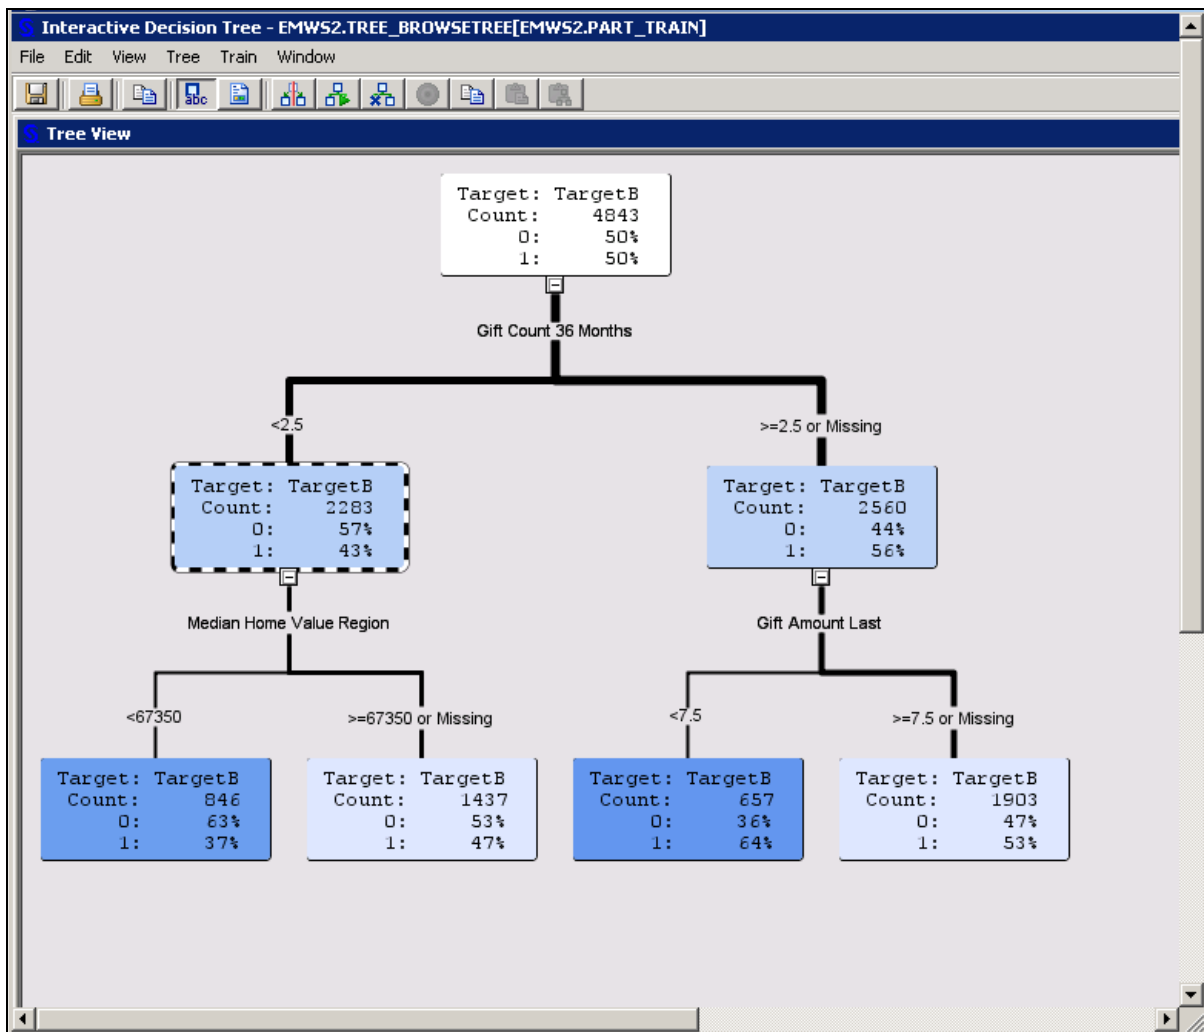 Interactive Decision Tree - EMWS2.TREE_BROWSETREE[EMWS2.PART_TRAIN]
File Edit View Tree Train Window
abc
Tree View
Target: TargetB
Count: 4843
0: 50%
1: 50%
Gift Count 36 Months
<2.5
>=2.5 or Missing
Target: TargetB
Count: 2283
0: 57%
1: 43%
Target: TargetB
Count: 2560
0: 44%
1: 56%
Median Home Value Region
Gift Amount Last
<67350
>=67350 or Missing
<7.5
>=7.5 or Missing
Target: TargetB
Count: 846
0: 63%
1: 37%
Target: TargetB
Count: 1437
0: 53%
1: 47%
Target: TargetB
Count: 657
0: 36%
1: 64%
Target: TargetB
Count: 1903
0: 47%
1: 53%